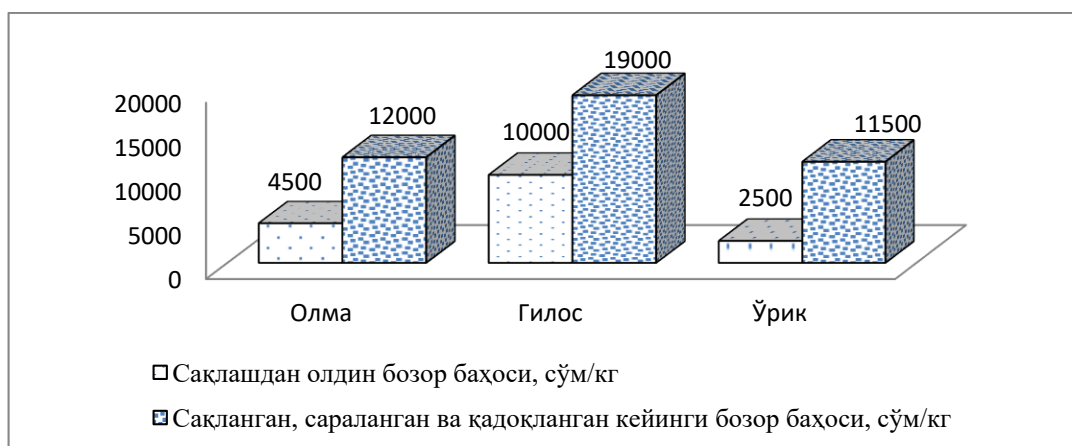 20000
15000
10000
5000
0
4500
12000
10000
19000
2500
11500
Олма
Гилос
Ўрик
Сақлашдан олдин бозор баҳоси, сўм/кг
Сақланган, сараланган ва қадоқланган кейинги бозор баҳоси, сўм/кг